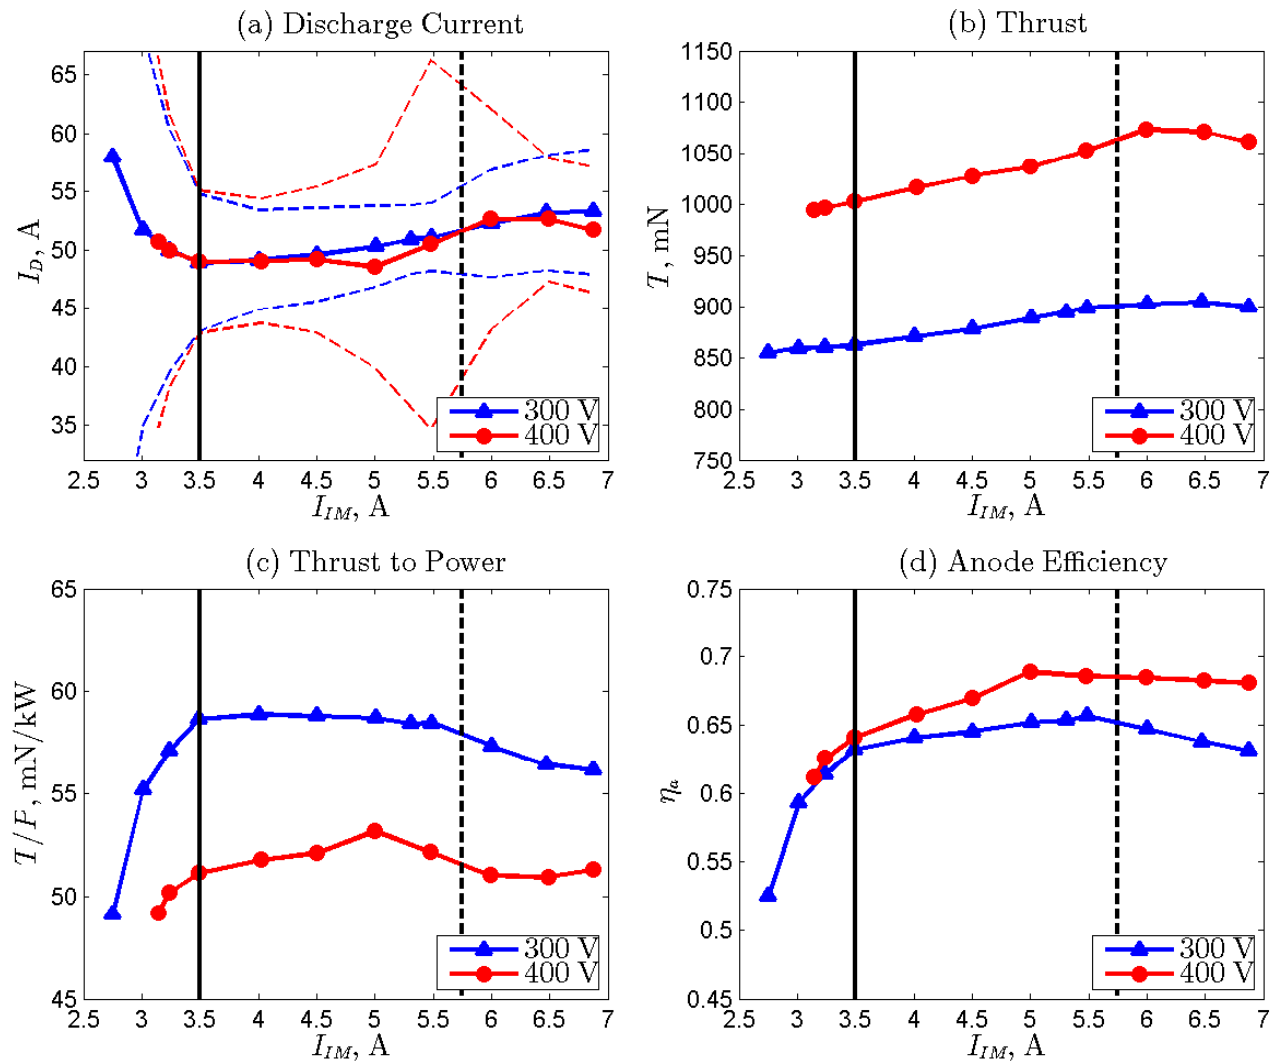 (a) Discharge Current
65
60
55
50
45
40
35
I_D, A
2.5 3 3.5 4 4.5 5 5.5 6 6.5 7
I_IM, A
300 V
400 V
(b) Thrust
1150
1100
1050
1000
950
900
850
800
750
T, mN
2.5 3 3.5 4 4.5 5 5.5 6 6.5 7
I_IM, A
300 V
400 V
(c) Thrust to Power
65
60
55
50
45
T/P, mN/kW
2.5 3 3.5 4 4.5 5 5.5 6 6.5 7
I_IM, A
300 V
400 V
(d) Anode Efficiency
0.75
0.7
0.65
0.6
0.55
0.5
0.45
η_a
2.5 3 3.5 4 4.5 5 5.5 6 6.5 7
I_IM, A
300 V
400 V